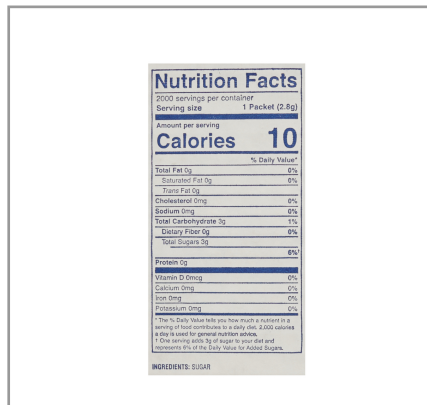 Nutrition Facts
2000 servings per container
Serving size 1 Packet (2.8g)
Amount per serving
Calories 10
% Daily Value*
Total Fat 0g 0%
Saturated Fat 0g 0%
Trans Fat 0g
Cholesterol 0mg 0%
Sodium 0mg 0%
Total Carbohydrate 3g 1%
Dietary Fiber 0g 0%
Total Sugars 3g
6%†
Protein 0g
Vitamin D 0mcg 0%
Calcium 0mg 0%
Iron 0mg 0%
Potassium 0mg 0%
* The % Daily Value tells you how much a nutrient in a
serving of food contributes to a daily diet. 2,000 calories
a day is used for general nutrition advice.
† One serving adds 3g of sugar to your diet and
represents 6% of the Daily Value for Added Sugars.
INGREDIENTS: SUGAR